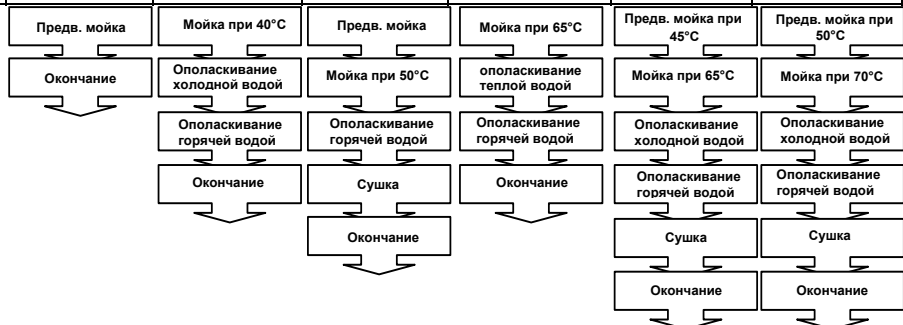 Предв. мойка
Окончание
Мойка при 40°C
Ополаскивание
холодной водой
Ополаскивание
горячей водой
Окончание
Предв. мойка
Мойка при 50°C
Ополаскивание
горячей водой
Сушка
Окончание
Мойка при 65°C
ополаскивание
теплой водой
Ополаскивание
горячей водой
Окончание
Предв. мойка при
45°C
Мойка при 65°C
Ополаскивание
холодной водой
Ополаскивание
горячей водой
Сушка
Окончание
Предв. мойка при
50°C
Мойка при 70°C
Ополаскивание
холодной водой
Ополаскивание
горячей водой
Сушка
Окончание